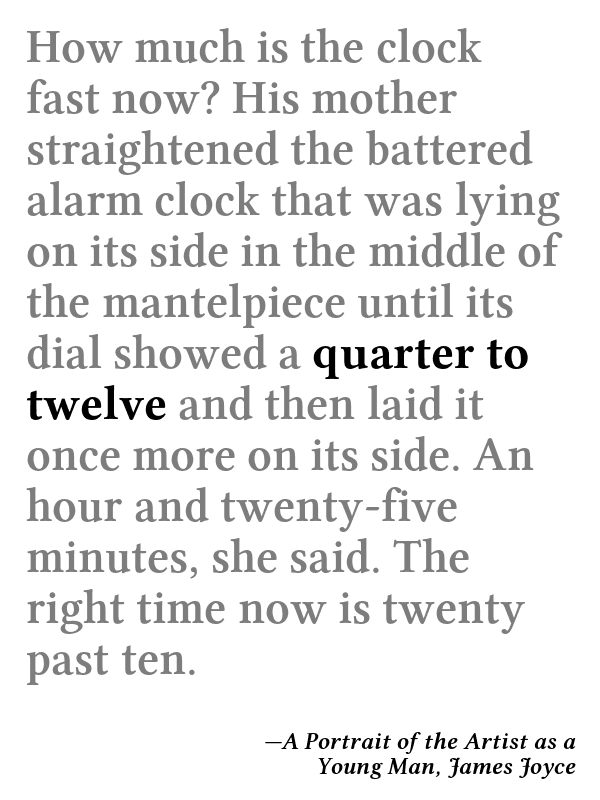 How much is the clock
fast now? His mother
straightened the battered
alarm clock that was lying
on its side in the middle of
the mantelpiece until its
dial showed a quarter to
twelve and then laid it
once more on its side. An
hour and twenty-five
minutes, she said. The
right time now is twenty
past ten.
—A Portrait of the Artist as a
Young Man, James Joyce